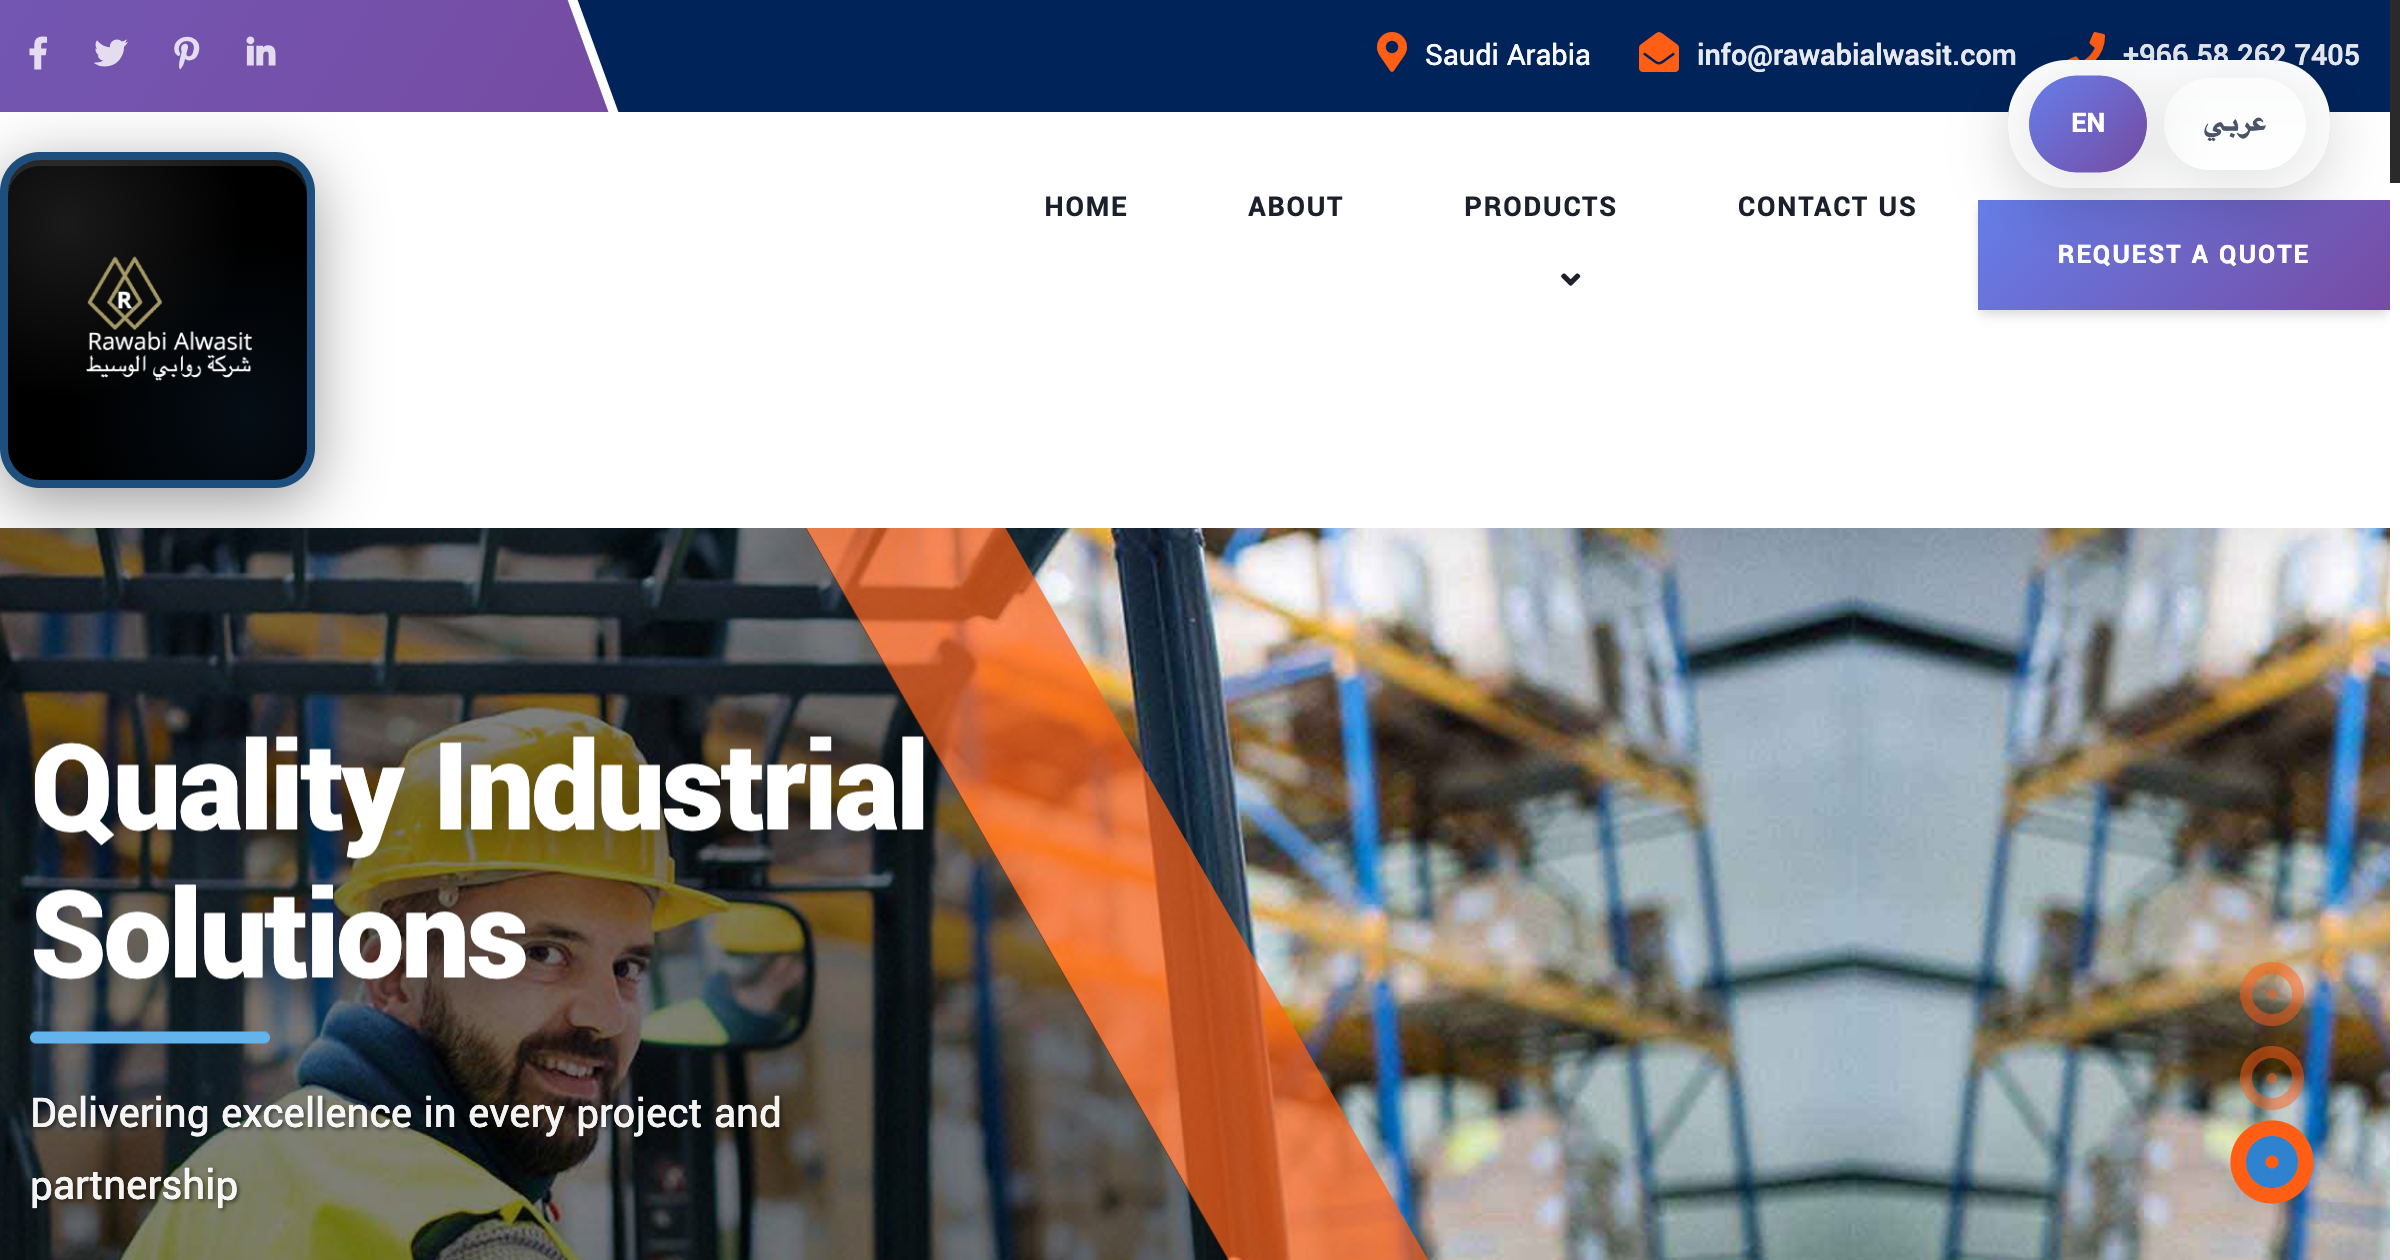 Saudi Arabia
info@rawabialwasit.com
+966 58 262 7405
EN
عربي
R
Rawabi Alwasit
شركة روابي الوسيط
HOME
ABOUT
PRODUCTS
CONTACT US
REQUEST A QUOTE
Quality Industrial
Solutions
Delivering excellence in every project and
partnership